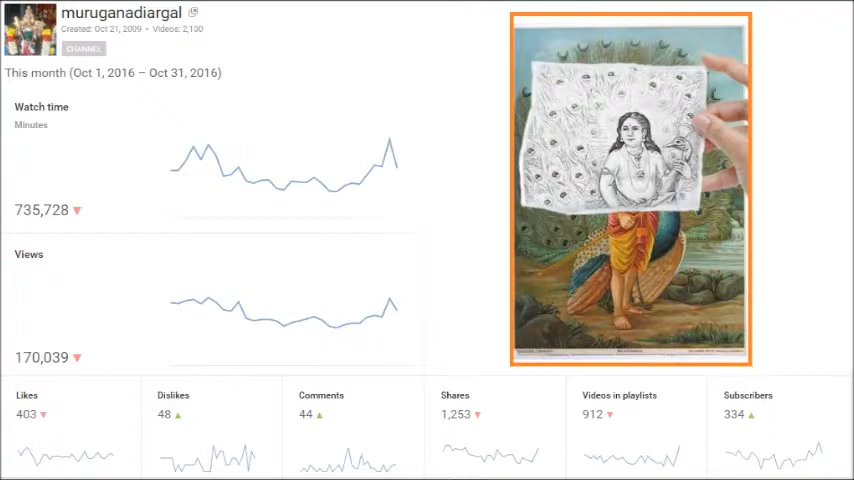 muruganadiargal
Created: Oct 21, 2009 • Videos: 2,100
CHANNEL
This month (Oct 1, 2016 – Oct 31, 2016)
Watch time
Minutes
735,728
Views
170,039
Likes
403
Dislikes
48
Comments
44
Shares
1,253
Videos in playlists
912
Subscribers
334